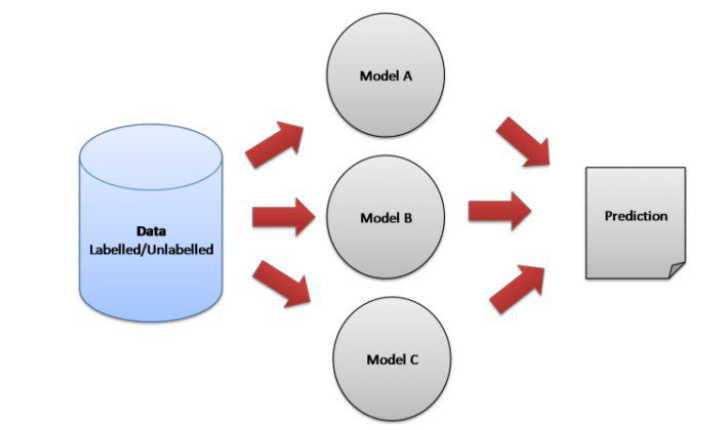 Model A
Data
Labelled/Unlabelled
Model B
Prediction
Model C